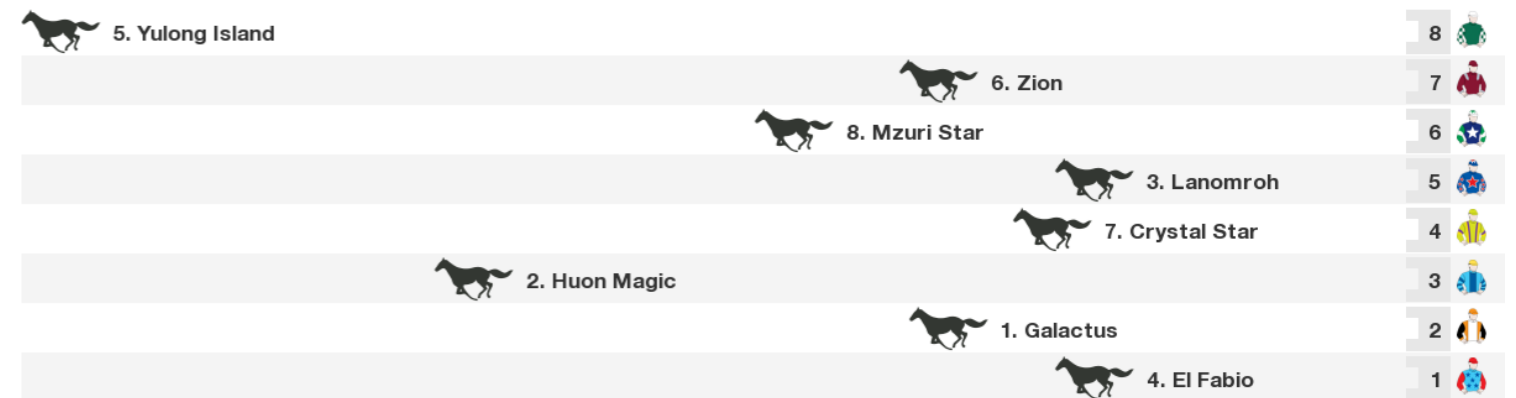 5. Yulong Island 8
6. Zion 7
8. Mzuri Star 6
3. Lanomroh 5
7. Crystal Star 4
2. Huon Magic 3
1. Galactus 2
4. El Fabio 1